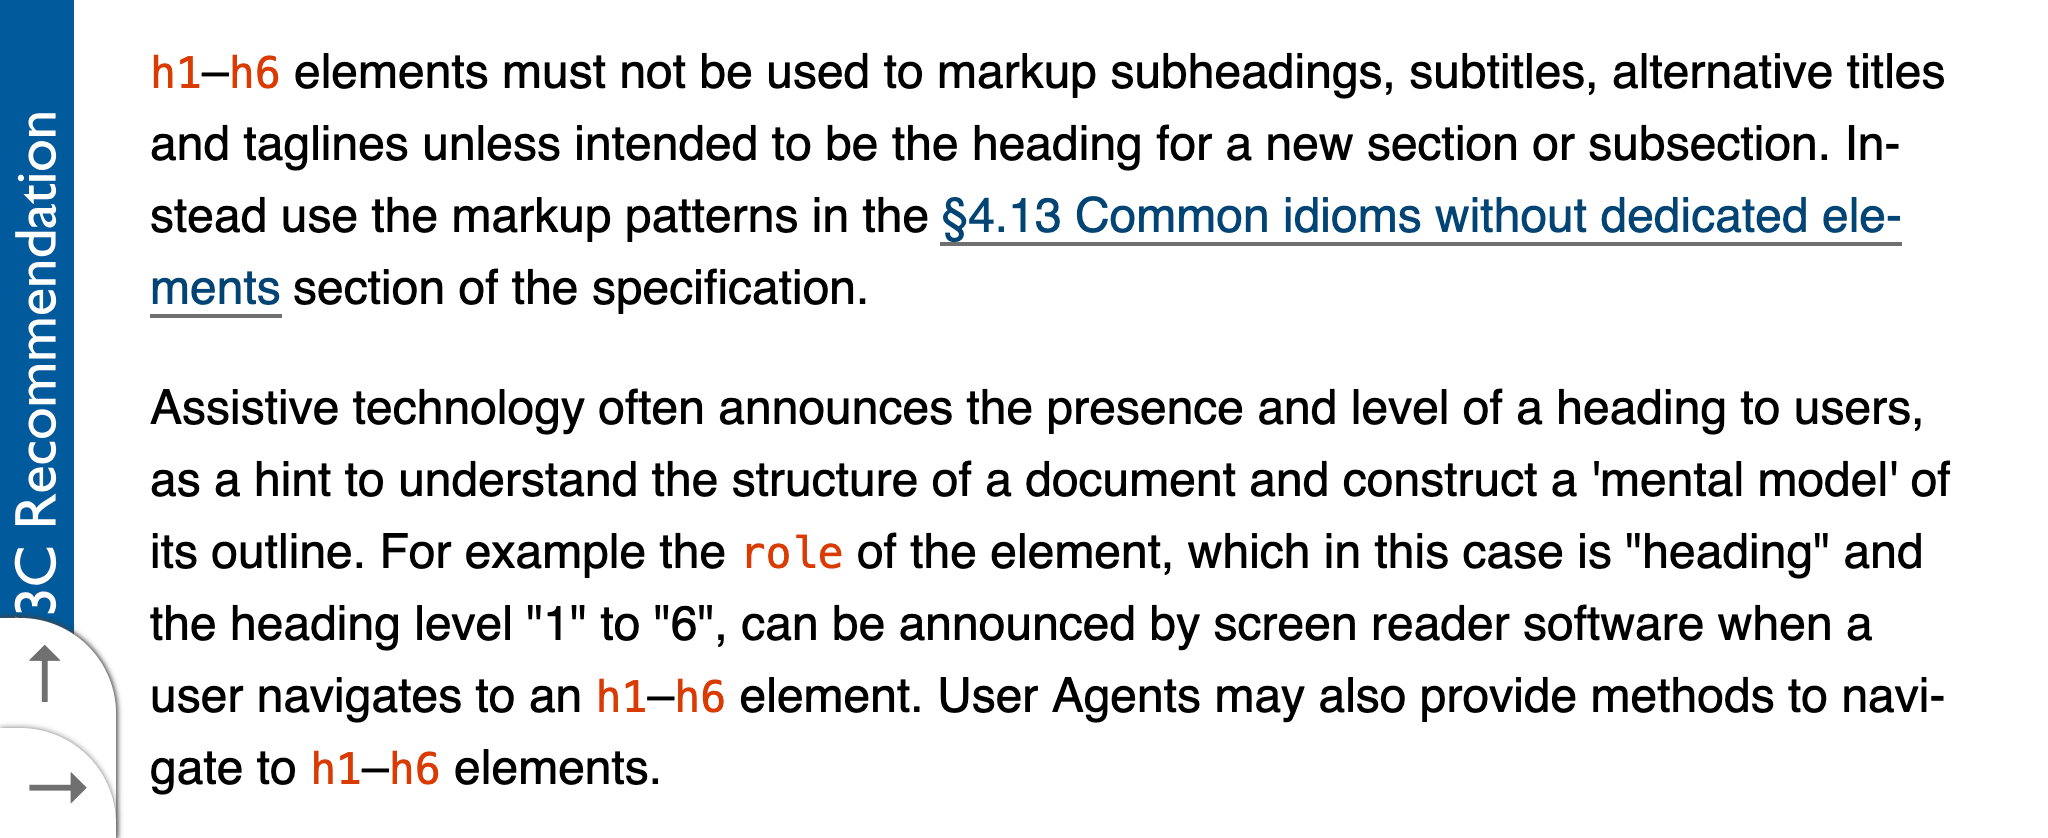 3C Recommendation
h1–h6 elements must not be used to markup subheadings, subtitles, alternative titles
and taglines unless intended to be the heading for a new section or subsection. In-
stead use the markup patterns in the §4.13 Common idioms without dedicated ele-
ments section of the specification.
Assistive technology often announces the presence and level of a heading to users,
as a hint to understand the structure of a document and construct a 'mental model' of
its outline. For example the role of the element, which in this case is "heading" and
the heading level "1" to "6", can be announced by screen reader software when a
user navigates to an h1–h6 element. User Agents may also provide methods to navi-
gate to h1–h6 elements.